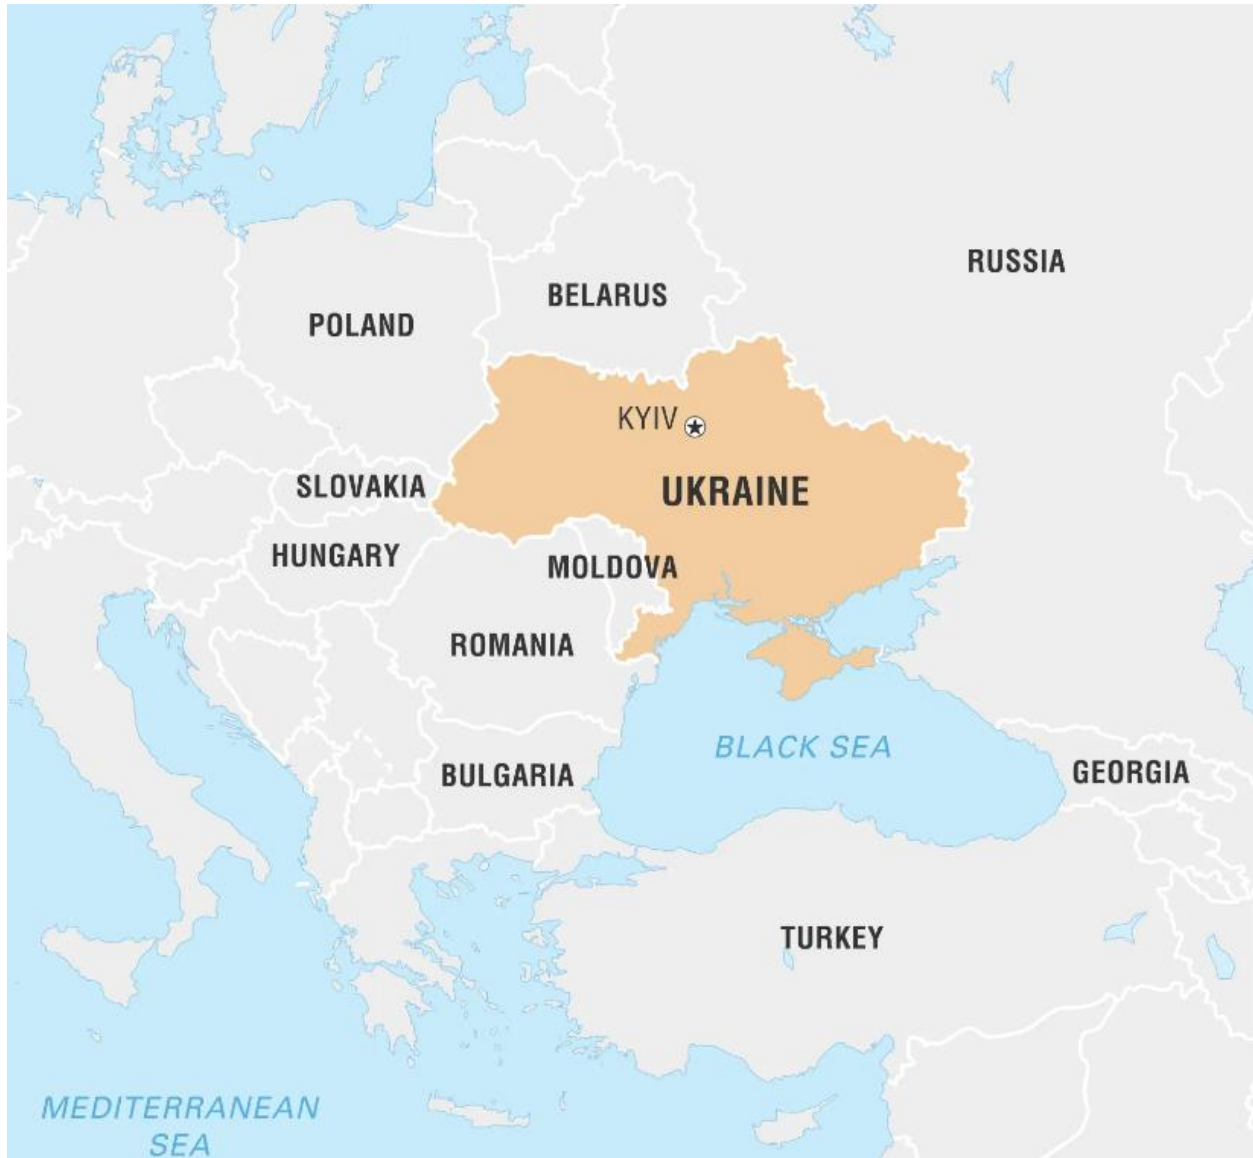 RUSSIA
BELARUS
POLAND
KYIV
SLOVAKIA
UKRAINE
HUNGARY
MOLDOVA
ROMANIA
BLACK SEA
BULGARIA
GEORGIA
TURKEY
MEDITERRANEAN
SEA